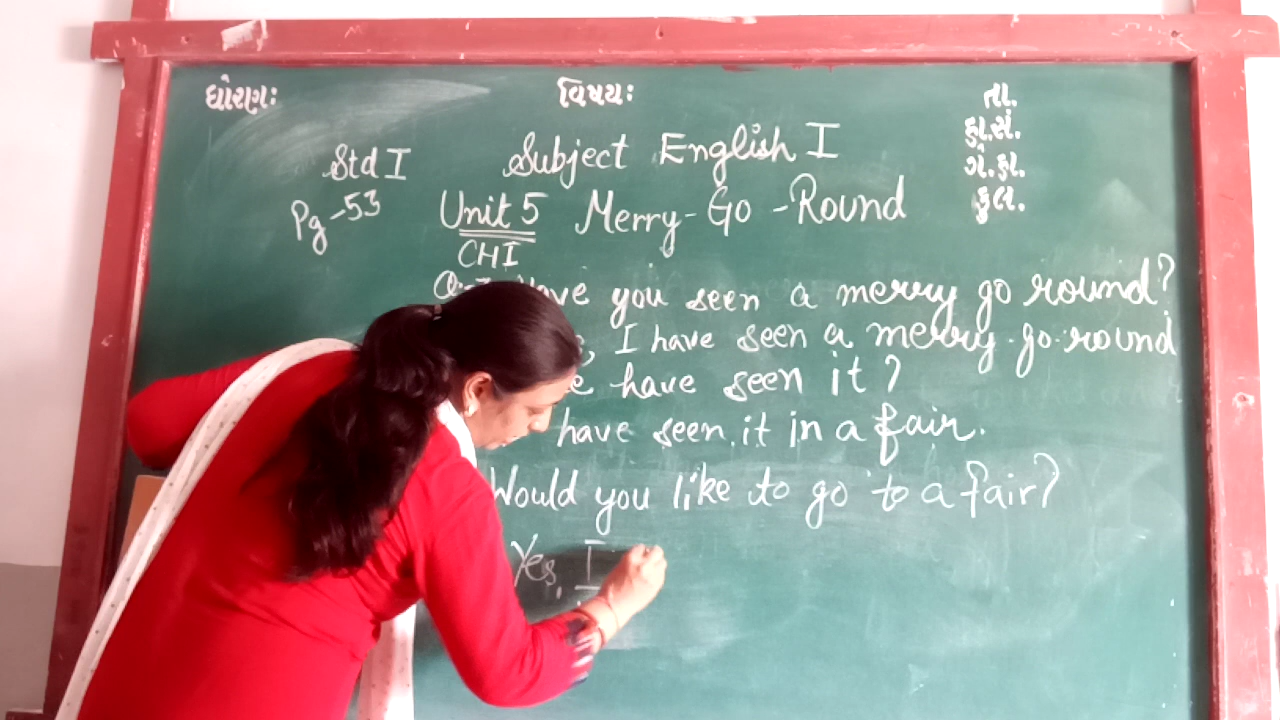 ધોરણઃ વિષયઃ તા.
હા.સં.
ગે.હા.
કુલ.
Std I Subject English I
Pg-53 Unit 5 Merry-Go-Round
CHI
have you seen a merry go round?
I have seen a merry-go-round
have seen it?
have seen it in a fair.
Would you like to go to a fair?
Yes, I